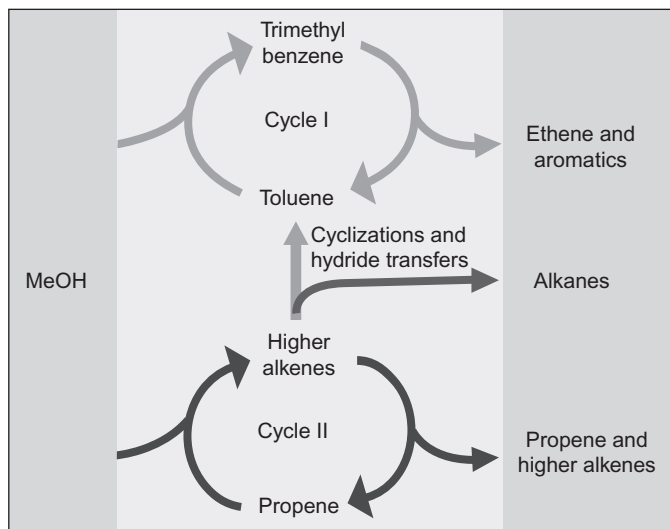 Trimethyl
benzene
Cycle I
Ethene and
aromatics
Toluene
Cyclizations and
hydride transfers
MeOH
Alkanes
Higher
alkenes
Cycle II
Propene and
higher alkenes
Propene